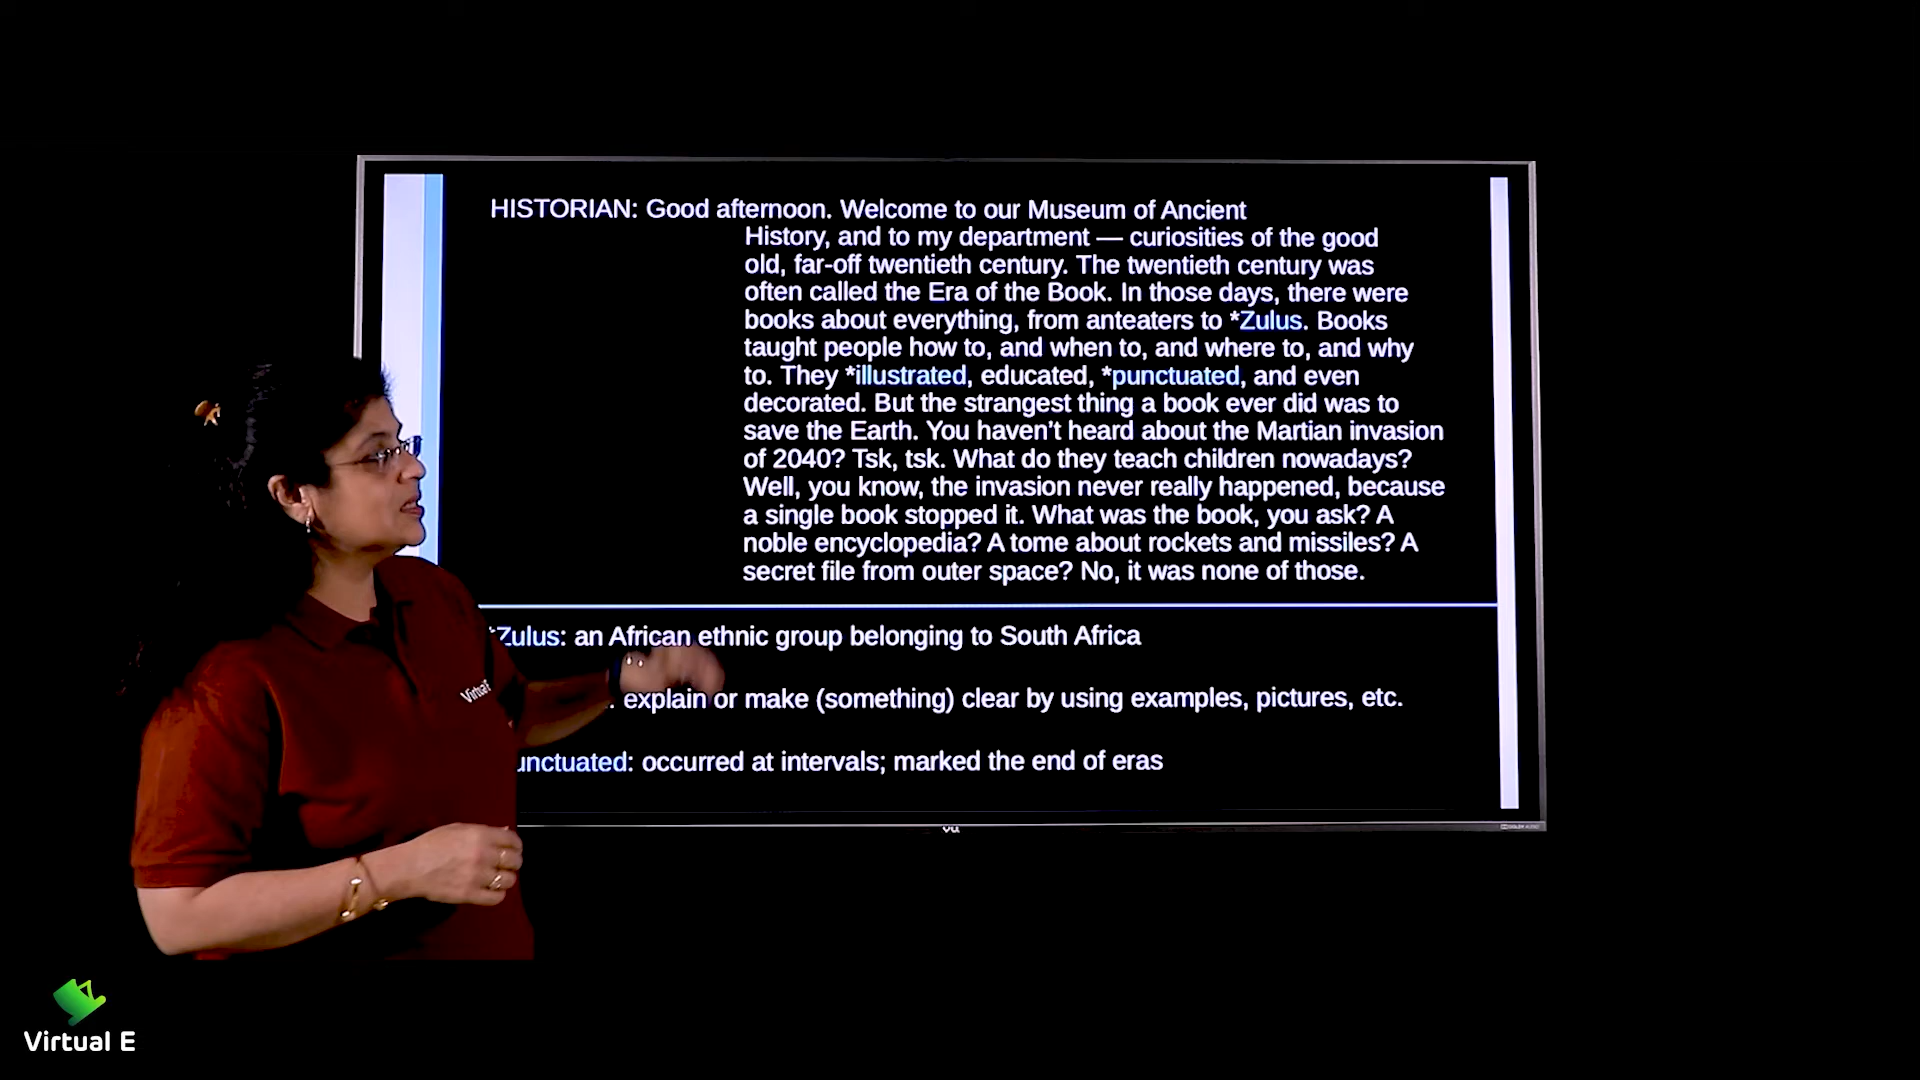 HISTORIAN: Good afternoon. Welcome to our Museum of Ancient
History, and to my department — curiosities of the good
old, far-off twentieth century. The twentieth century was
often called the Era of the Book. In those days, there were
books about everything, from anteaters to *Zulus. Books
taught people how to, and when to, and where to, and why
to. They *illustrated, educated, *punctuated, and even
decorated. But the strangest thing a book ever did was to
save the Earth. You haven't heard about the Martian invasion
of 2040? Tsk, tsk. What do they teach children nowadays?
Well, you know, the invasion never really happened, because
a single book stopped it. What was the book, you ask? A
noble encyclopedia? A tome about rockets and missiles? A
secret file from outer space? No, it was none of those.
*Zulus: an African ethnic group belonging to South Africa
: explain or make (something) clear by using examples, pictures, etc.
unctuated: occurred at intervals; marked the end of eras
Virtual E
Virtual E